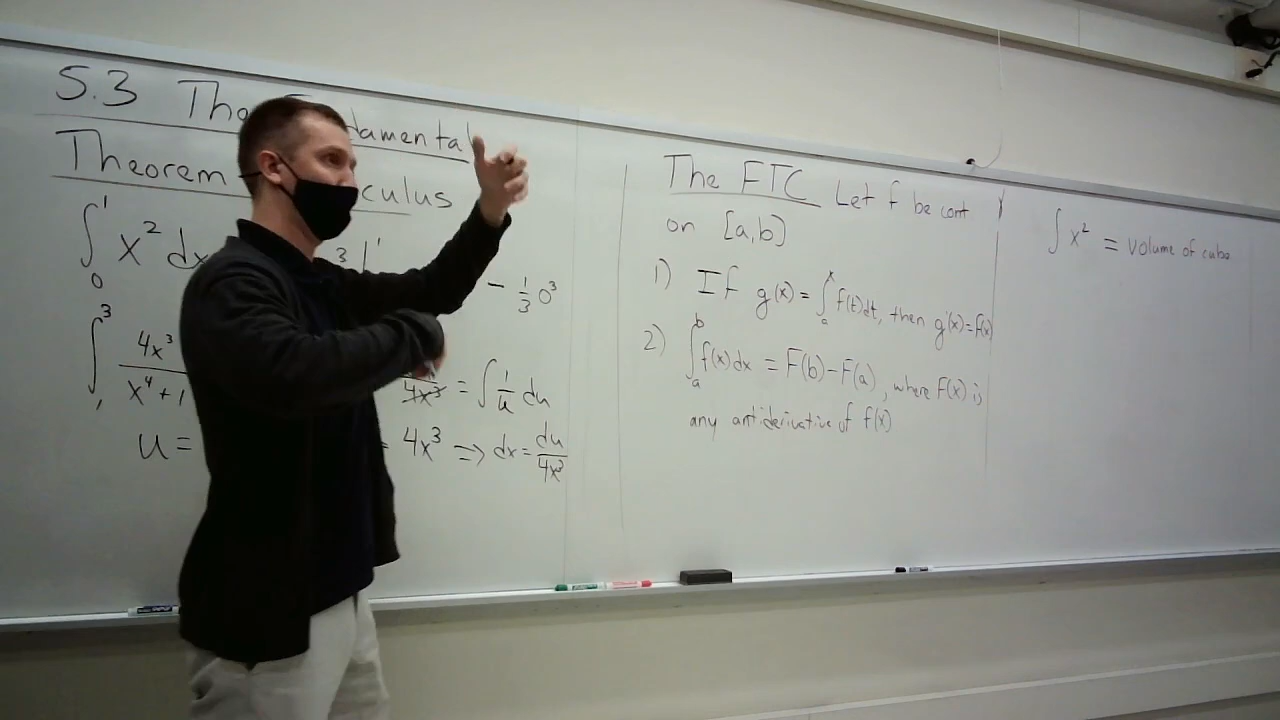 5.3 The Fundamental
Theorem culus
∫₀¹ x² dx ³|¹ − 1/3 0³
∫₁³ 4x³/(x⁴+1) 4x³ = ∫ 1/u du
u = = 4x³ ⇒ dx = du/4x³
The FTC Let f be cont
on [a,b]
1) If g(x) = ∫ₐˣ f(t)dt, then g'(x)=f(x)
2) ∫ₐᵇ f(x)dx = F(b)−F(a), where F(x) is
any antiderivative of f(x)
∫x² = volume of cube